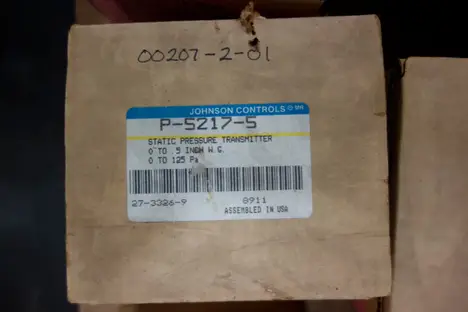 00207-2-01
JOHNSON CONTROLS
P-5217-5
STATIC PRESSURE TRANSMITTER
0 TO .5 INCH W.G.
0 TO 125 Pa
27-3326-9 8911
ASSEMBLED IN USA